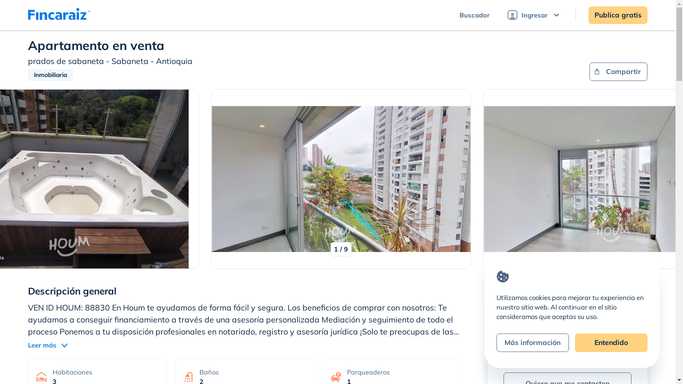 Fincaraiz
Buscador
Ingresar
Publica gratis
Apartamento en venta
prados de sabaneta - Sabaneta - Antioquia
Inmobiliaria
Compartir
HOUM
HOUM
HOUM
1 / 9
Descripción general
VEN ID HOUM: 88830 En Houm te ayudamos de forma fácil y segura. Los beneficios de comprar con nosotros: Te
ayudamos a conseguir financiamiento a través de una asesoría personalizada Mediación y seguimiento de todo el
proceso Ponemos a tu disposición profesionales en notariado, registro y asesoría jurídica ¡Solo te preocupas de las...
Leer más
Habitaciones
3
Baños
2
Parqueaderos
1
Utilizamos cookies para mejorar tu experiencia en
nuestro sitio web. Al continuar en el sitio
consideramos que aceptas su uso.
Más información
Entendido
Quiero que me contacten